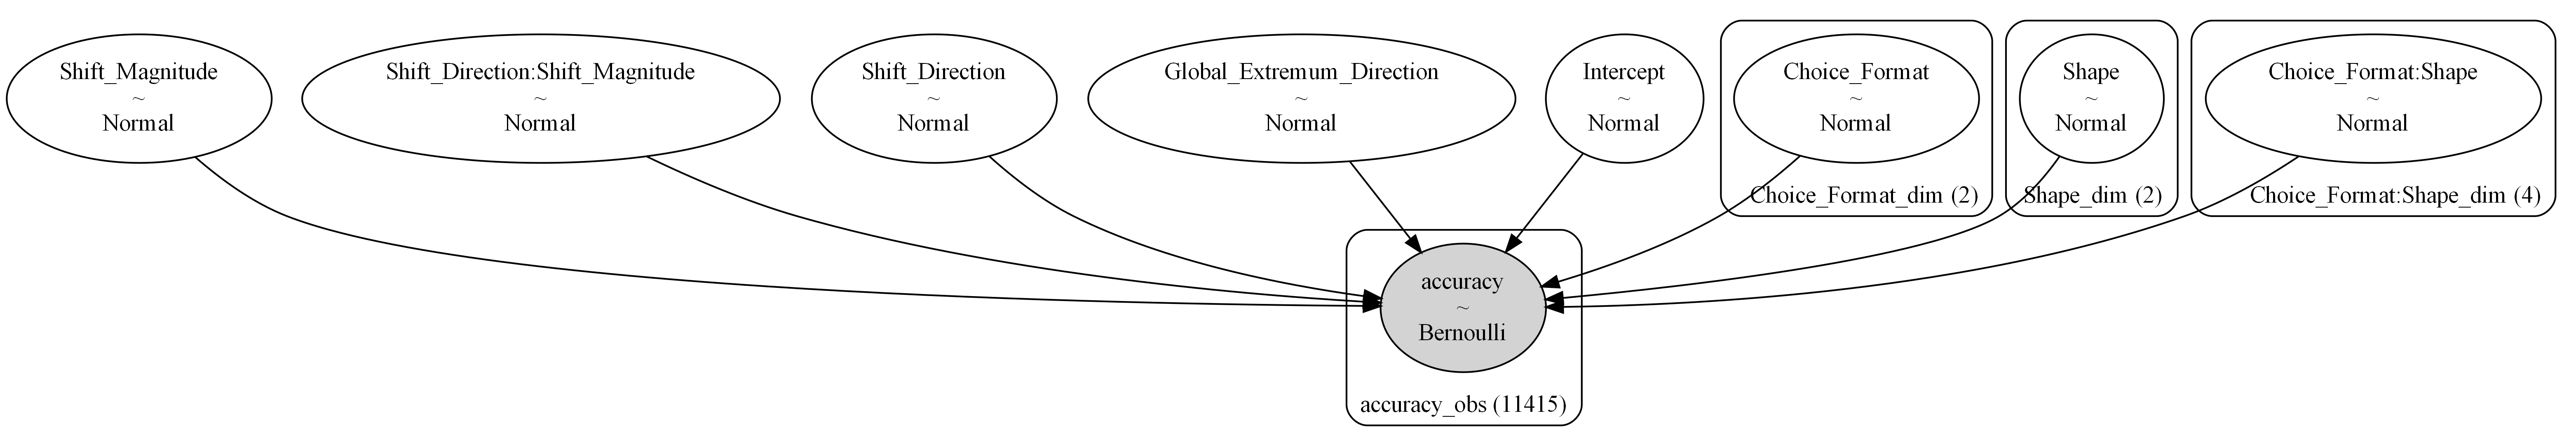 Shift_Magnitude
~
Normal
Shift_Direction:Shift_Magnitude
~
Normal
Shift_Direction
~
Normal
Global_Extremum_Direction
~
Normal
Intercept
~
Normal
Choice_Format
~
Normal
Choice_Format_dim (2)
Shape
~
Normal
Shape_dim (2)
Choice_Format:Shape
~
Normal
Choice_Format:Shape_dim (4)
accuracy
~
Bernoulli
accuracy_obs (11415)